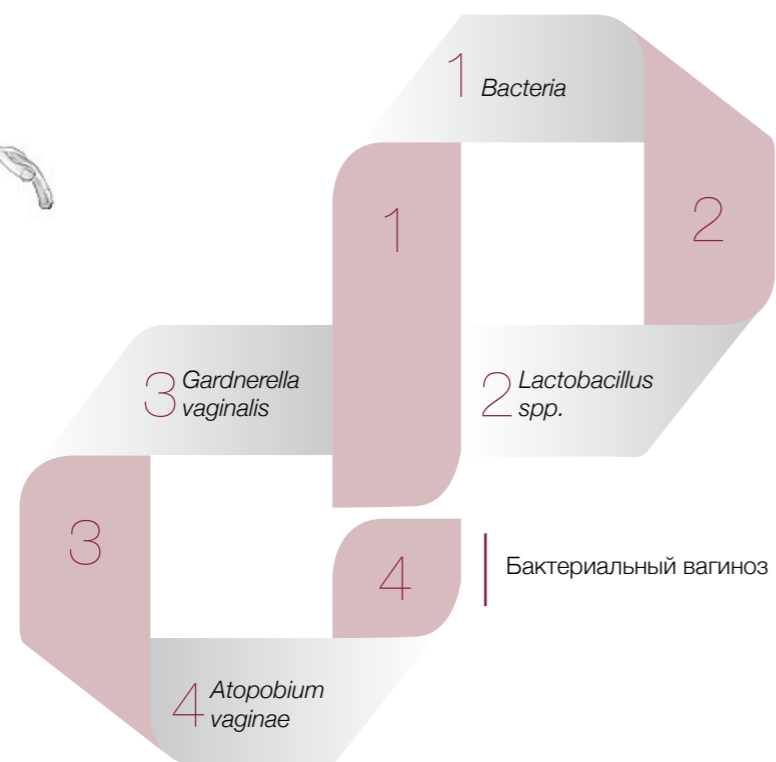 1 Bacteria
1
2
3 Gardnerella
vaginalis
2 Lactobacillus
spp.
3
4
Бактериальный вагиноз
4 Atopobium
vaginae